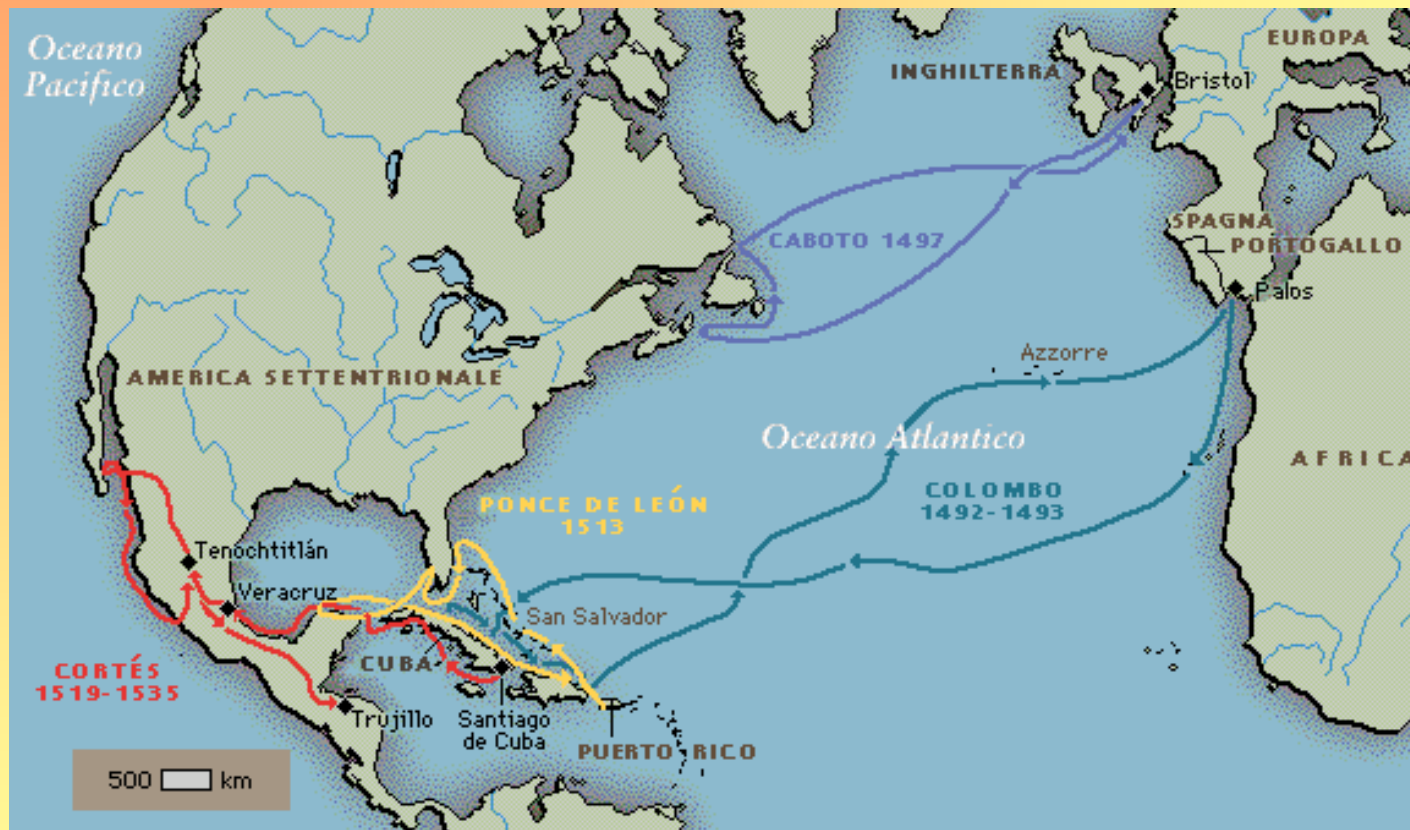 Oceano
Pacifico
EUROPA
INGHILTERRA
Bristol
CABOTO 1497
SPAGNA
PORTOGALLO
Palos
Azzorre
AMERICA SETTENTRIONALE
Oceano Atlantico
AFRICA
COLOMBO
1492-1493
PONCE DE LEÓN
1513
Tenochtitlán
Veracruz
San Salvador
CUBA
CORTÉS
1519-1535
Trujillo
Santiago
de Cuba
PUERTO RICO
500 km